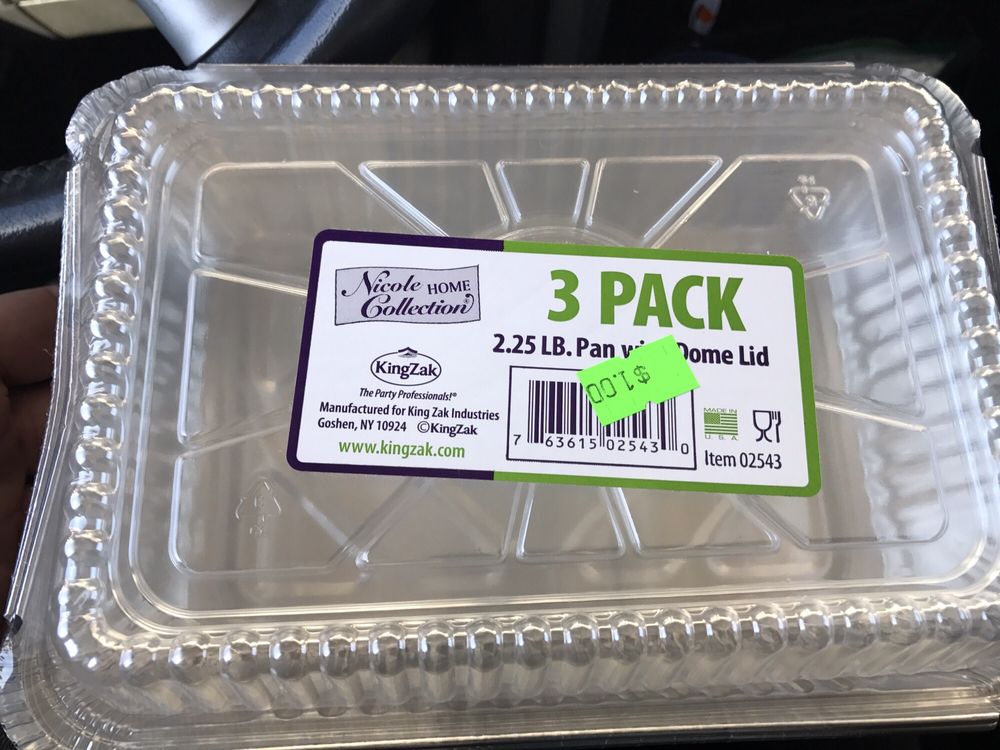 Nicole HOME
Collection®
KingZak
The Party Professionals!®
Manufactured for King Zak Industries
Goshen, NY 10924 ©KingZak
www.kingzak.com
3 PACK
2.25 LB. Pan Dome Lid
$1.00
7 63615 02543 0
MADE IN
U.S.A.
Item 02543